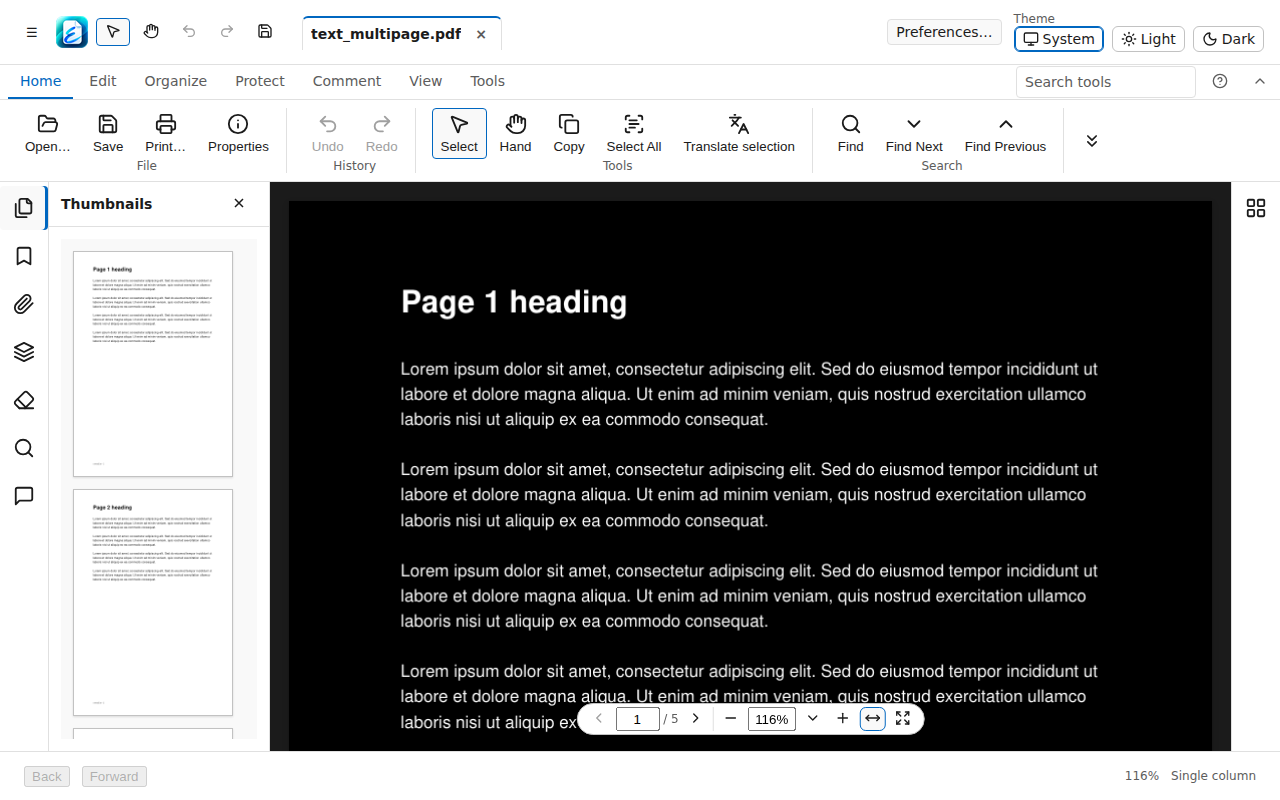 text_multipage.pdf
Preferences…
Theme
System
Light
Dark
Home
Edit
Organize
Protect
Comment
View
Tools
Search tools
Open…
Save
Print…
Properties
File
Undo
Redo
History
Select
Hand
Copy
Select All
Translate selection
Tools
Find
Find Next
Find Previous
Search
Thumbnails
Page 1 heading
Page 2 heading
Page 1 heading
Lorem ipsum dolor sit amet, consectetur adipiscing elit. Sed do eiusmod tempor incididunt ut
labore et dolore magna aliqua. Ut enim ad minim veniam, quis nostrud exercitation ullamco
laboris nisi ut aliquip ex ea commodo consequat.
Lorem ipsum dolor sit amet, consectetur adipiscing elit. Sed do eiusmod tempor incididunt ut
labore et dolore magna aliqua. Ut enim ad minim veniam, quis nostrud exercitation ullamco
laboris nisi ut aliquip ex ea commodo consequat.
Lorem ipsum dolor sit amet, consectetur adipiscing elit. Sed do eiusmod tempor incididunt ut
labore et dolore magna aliqua. Ut enim ad minim veniam, quis nostrud exercitation ullamco
laboris nisi ut aliquip ex ea commodo consequat.
Lorem ipsum dolor sit amet, consectetur adipiscing elit. Sed do eiusmod tempor incididunt ut
labore et dolore magna aliqua. Ut enim ad minim veniam, quis nostrud exercitation ullamco
laboris nisi ut aliquip ex
1 / 5
116%
Back
Forward
116%
Single column